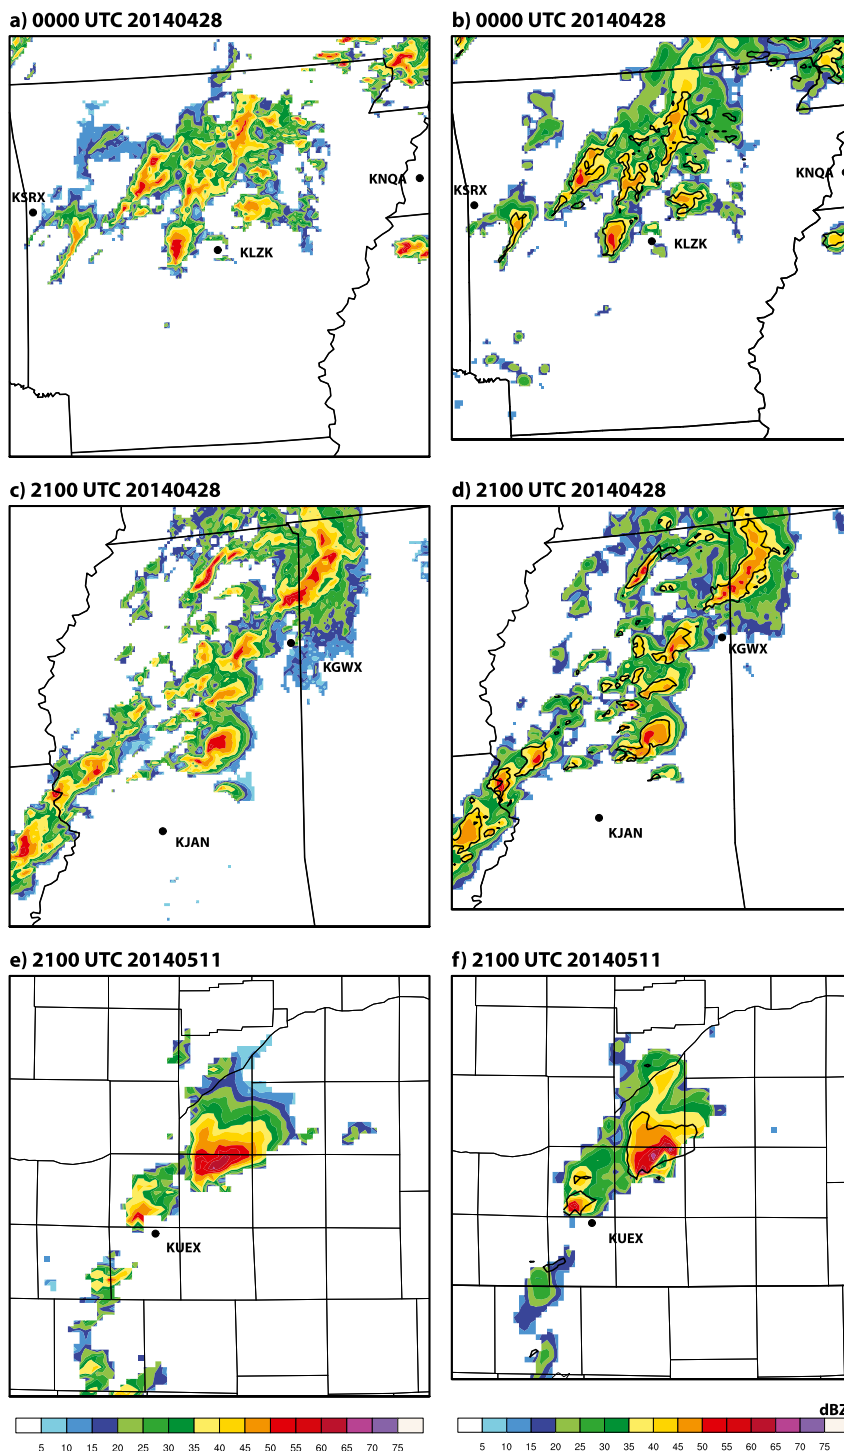 a) 0000 UTC 20140428
b) 0000 UTC 20140428
KSRX
KNQA
KLZK
KSRX
KNQA
KLZK
c) 2100 UTC 20140428
d) 2100 UTC 20140428
KGWX
KJAN
KGWX
KJAN
e) 2100 UTC 20140511
f) 2100 UTC 20140511
KUEX
KUEX
dBZ
5 10 15 20 25 30 35 40 45 50 55 60 65 70 75
5 10 15 20 25 30 35 40 45 50 55 60 65 70 75